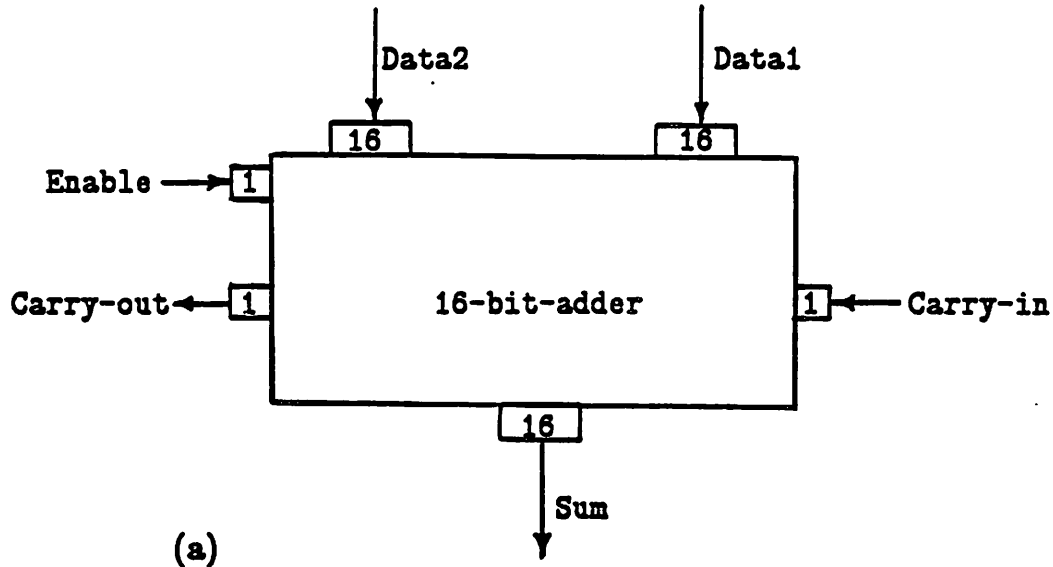 Data2
Data1
16
16
Enable
1
Carry-out
1
16-bit-adder
1
Carry-in
16
Sum
(a)